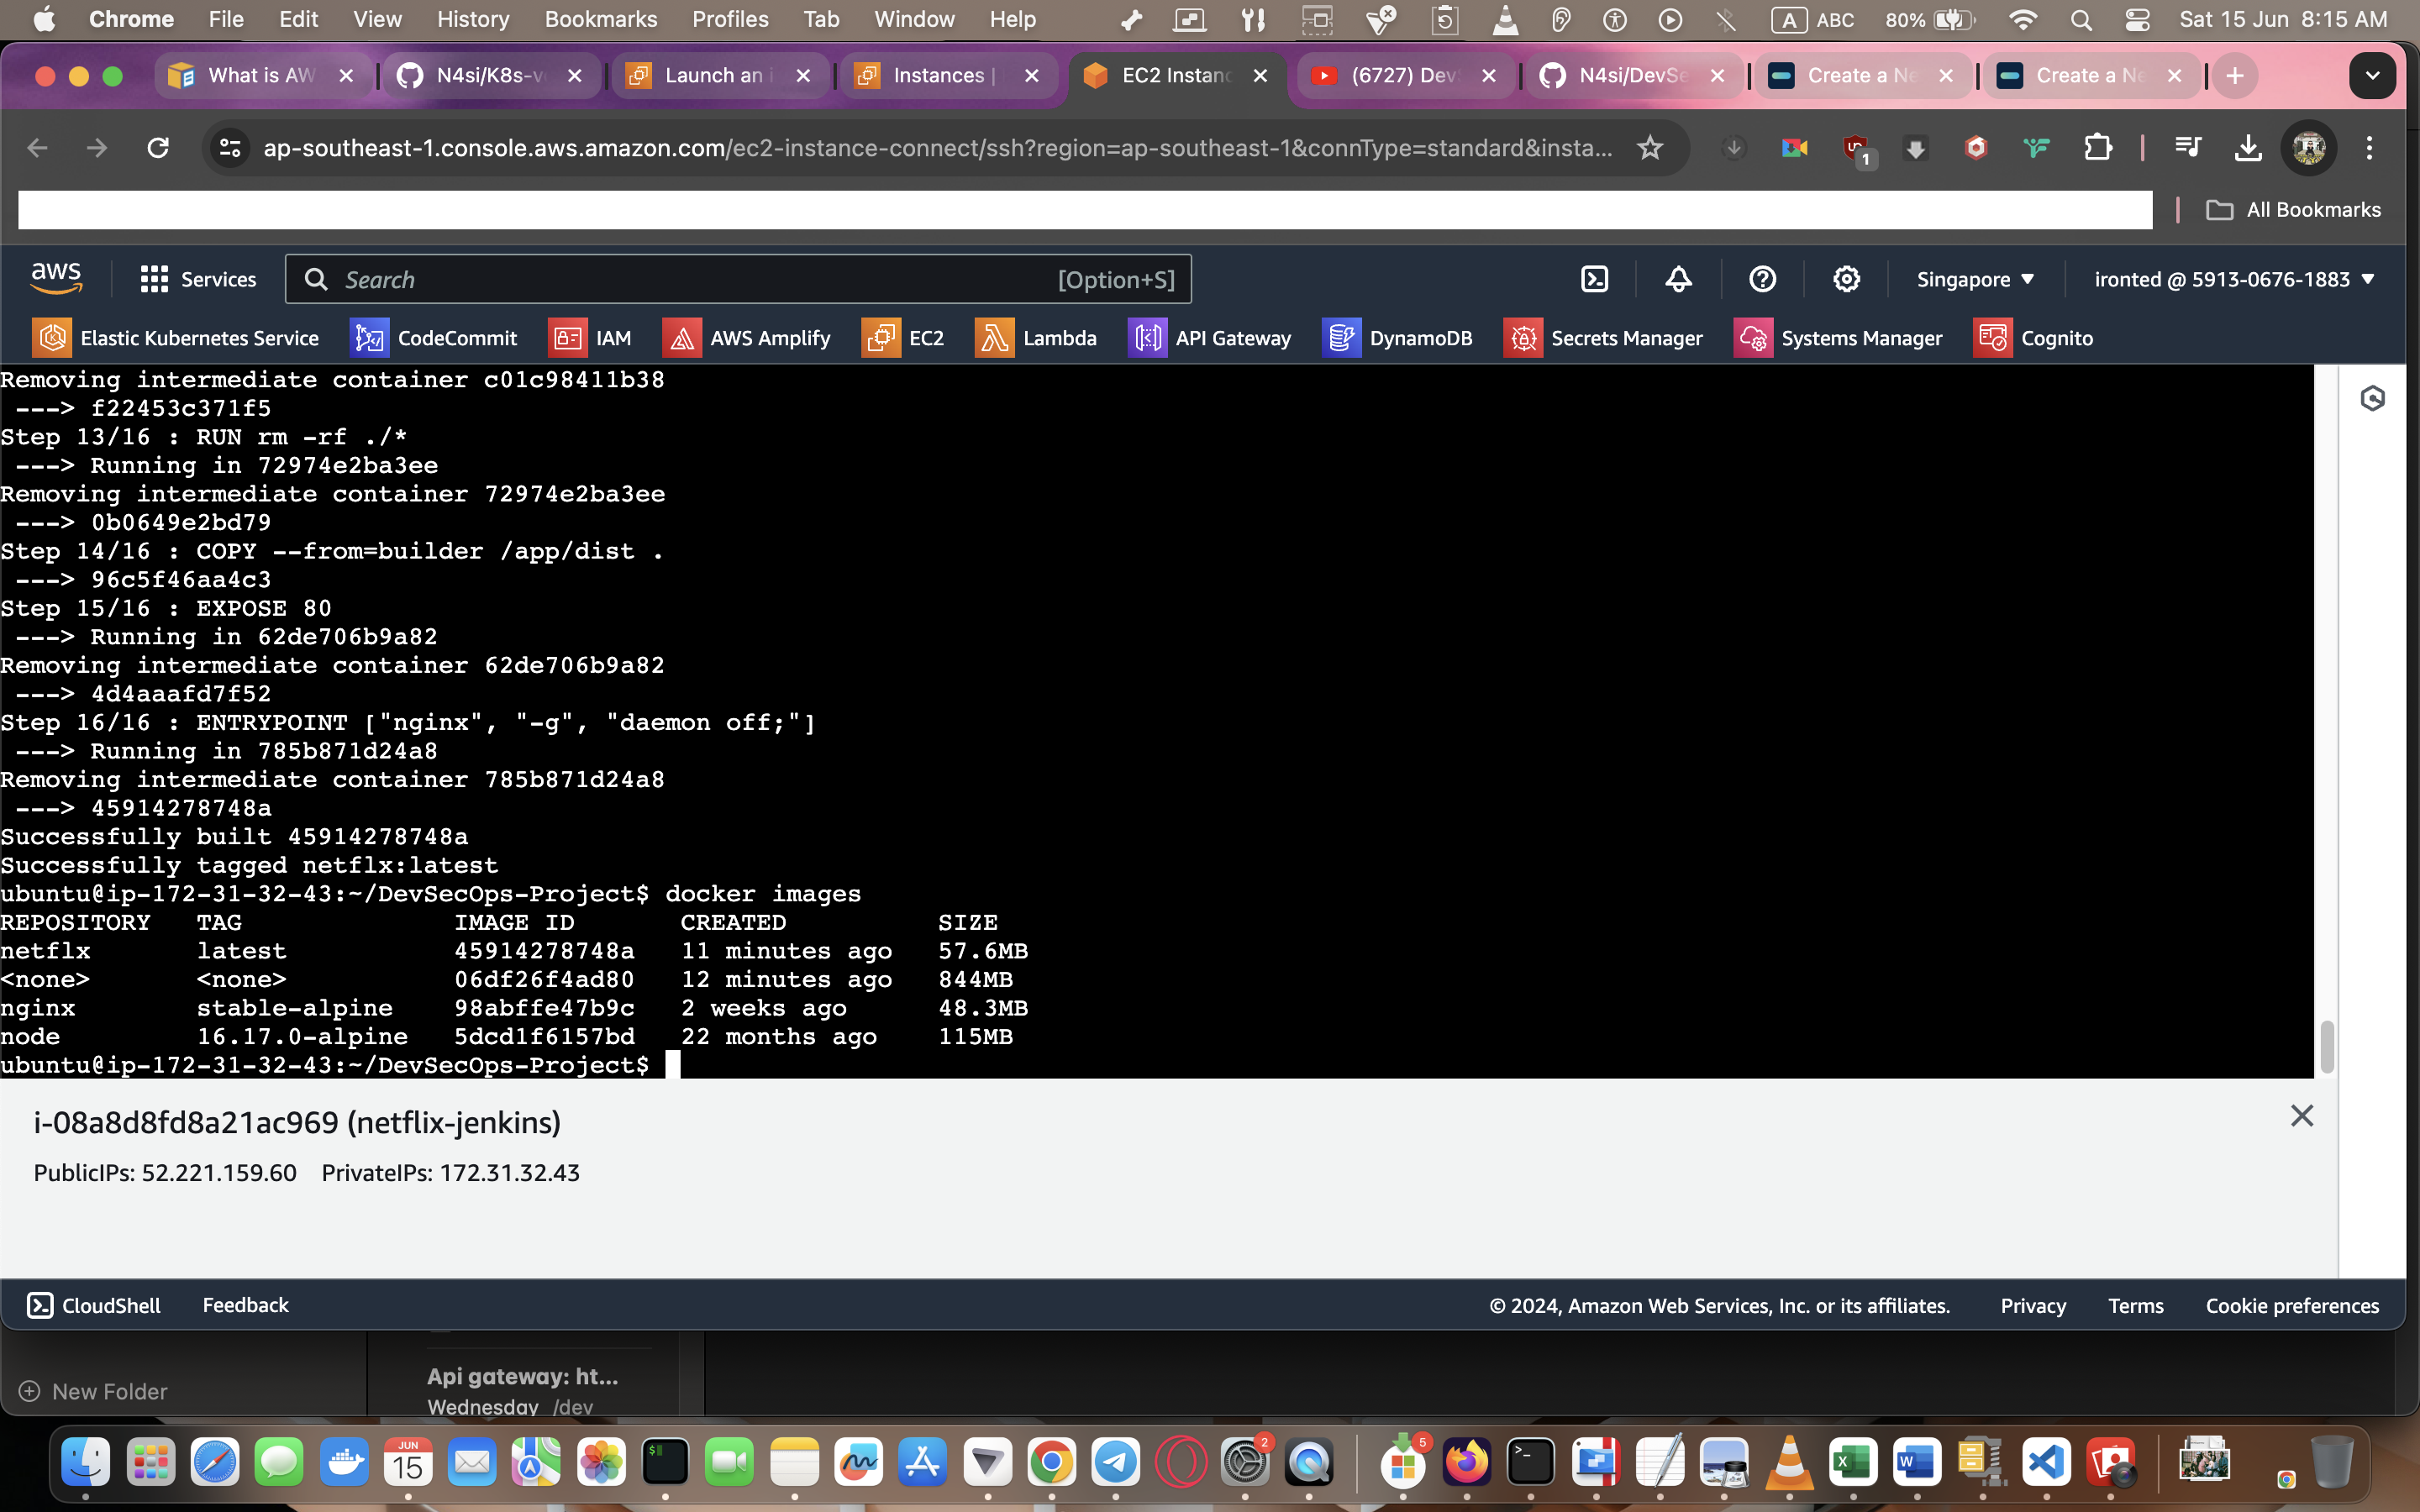 Chrome File Edit View History Bookmarks Profiles Tab Window Help A ABC 80% Sat 15 Jun 8:15 AM
What is AW N4si/K8s-v Launch an i Instances | EC2 Instanc (6727) Dev N4si/DevSe Create a Ne Create a Ne
ap-southeast-1.console.aws.amazon.com/ec2-instance-connect/ssh?region=ap-southeast-1&connType=standard&insta... 1
All Bookmarks
aws Services Search [Option+S] Singapore ironted @ 5913-0676-1883
Elastic Kubernetes Service CodeCommit IAM AWS Amplify EC2 Lambda API Gateway DynamoDB Secrets Manager Systems Manager Cognito
Removing intermediate container c01c98411b38
---> f22453c371f5
Step 13/16 : RUN rm -rf ./*
---> Running in 72974e2ba3ee
Removing intermediate container 72974e2ba3ee
---> 0b0649e2bd79
Step 14/16 : COPY --from=builder /app/dist .
---> 96c5f46aa4c3
Step 15/16 : EXPOSE 80
---> Running in 62de706b9a82
Removing intermediate container 62de706b9a82
---> 4d4aaafd7f52
Step 16/16 : ENTRYPOINT ["nginx", "-g", "daemon off;"]
---> Running in 785b871d24a8
Removing intermediate container 785b871d24a8
---> 45914278748a
Successfully built 45914278748a
Successfully tagged netflx:latest
ubuntu@ip-172-31-32-43:~/DevSecOps-Project$ docker images
REPOSITORY TAG IMAGE ID CREATED SIZE
netflx latest 45914278748a 11 minutes ago 57.6MB
<none> <none> 06df26f4ad80 12 minutes ago 844MB
nginx stable-alpine 98abffe47b9c 2 weeks ago 48.3MB
node 16.17.0-alpine 5dcd1f6157bd 22 months ago 115MB
ubuntu@ip-172-31-32-43:~/DevSecOps-Project$
i-08a8d8fd8a21ac969 (netflix-jenkins)
PublicIPs: 52.221.159.60 PrivateIPs: 172.31.32.43
CloudShell Feedback © 2024, Amazon Web Services, Inc. or its affiliates. Privacy Terms Cookie preferences
Api gateway: ht...
New Folder
Wednesday /dev
JUN
15
2
5